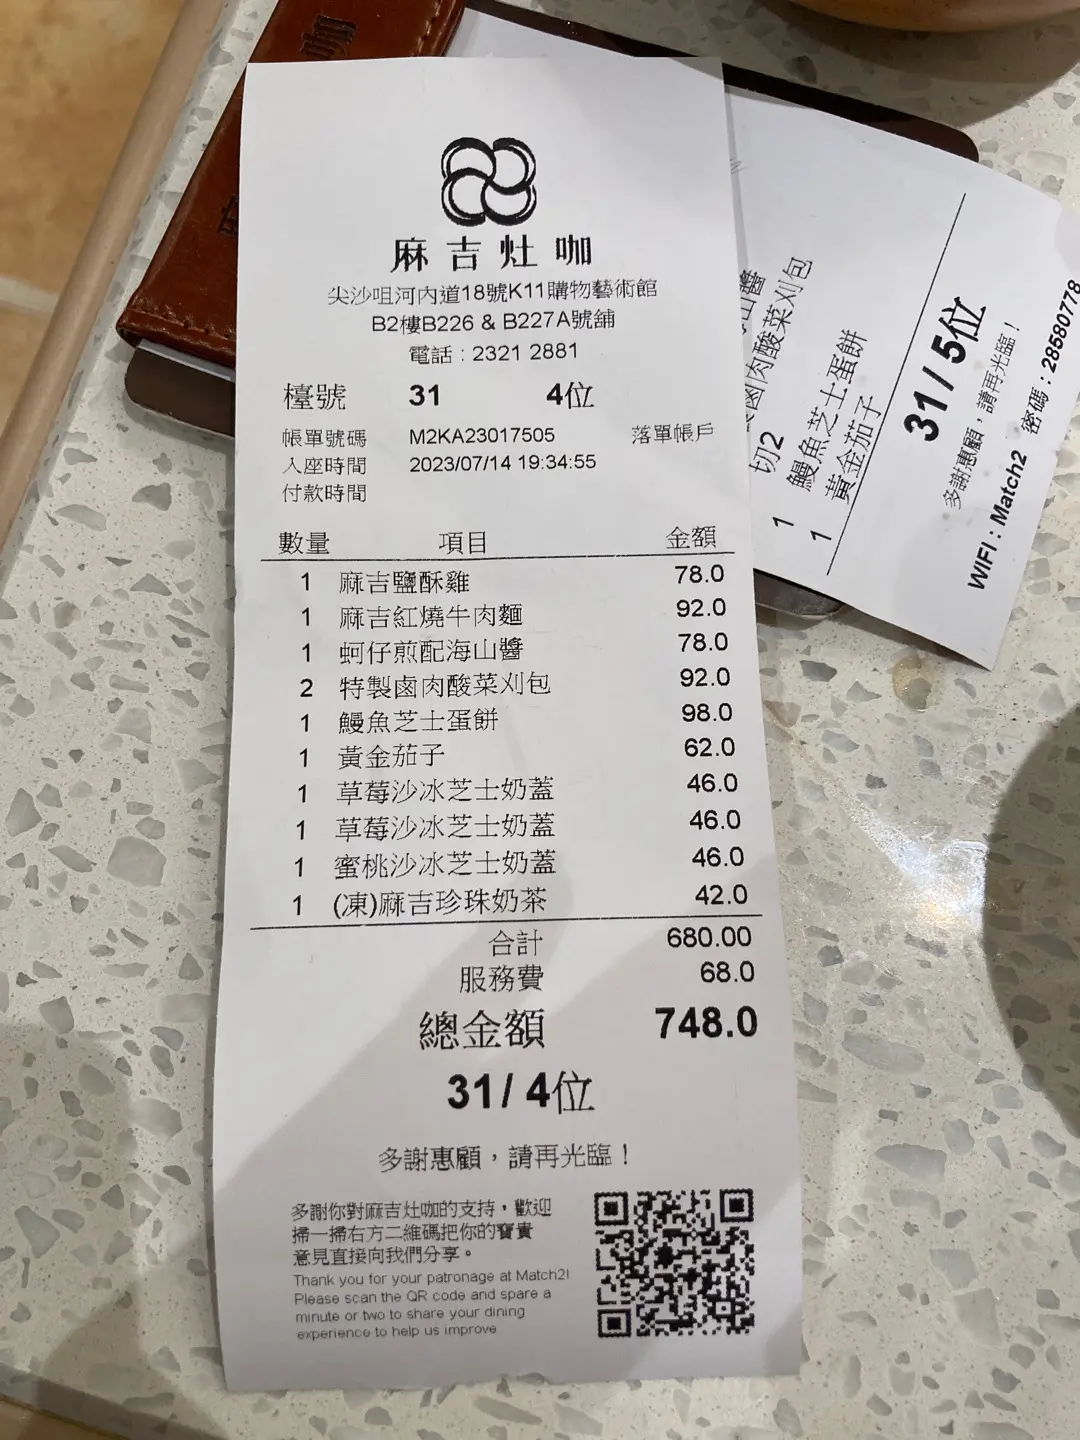 麻吉灶咖
尖沙咀河內道18號K11購物藝術館
B2樓B226 & B227A號舖
電話 : 2321 2881
檯號 31 4位
帳單號碼 M2KA23017505 落單帳戶
入座時間 2023/07/14 19:34:55
付款時間
數量 項目 金額
1 麻吉鹽酥雞 78.0
1 麻吉紅燒牛肉麵 92.0
1 蚵仔煎配海山醬 78.0
2 特製鹵肉酸菜刈包 92.0
1 鰻魚芝士蛋餅 98.0
1 黃金茄子 62.0
1 草莓沙冰芝士奶蓋 46.0
1 草莓沙冰芝士奶蓋 46.0
1 蜜桃沙冰芝士奶蓋 46.0
1 (凍)麻吉珍珠奶茶 42.0
合計 680.00
服務費 68.0
總金額 748.0
31/ 4位
多謝惠顧，請再光臨！
多謝你對麻吉灶咖的支持，歡迎
掃一掃右方二維碼把你的寶貴
意見直接向我們分享。
Thank you for your patronage at Match2!
Please scan the QR code and spare a
minute or two to share your dining
experience to help us improve
山醬
鹵肉酸菜刈包
切2
1 鰻魚芝士蛋餅
1 黃金茄子
31/ 5位
多謝惠顧，請再光臨！
WIFI : Match2 密碼 : 28580778
咖